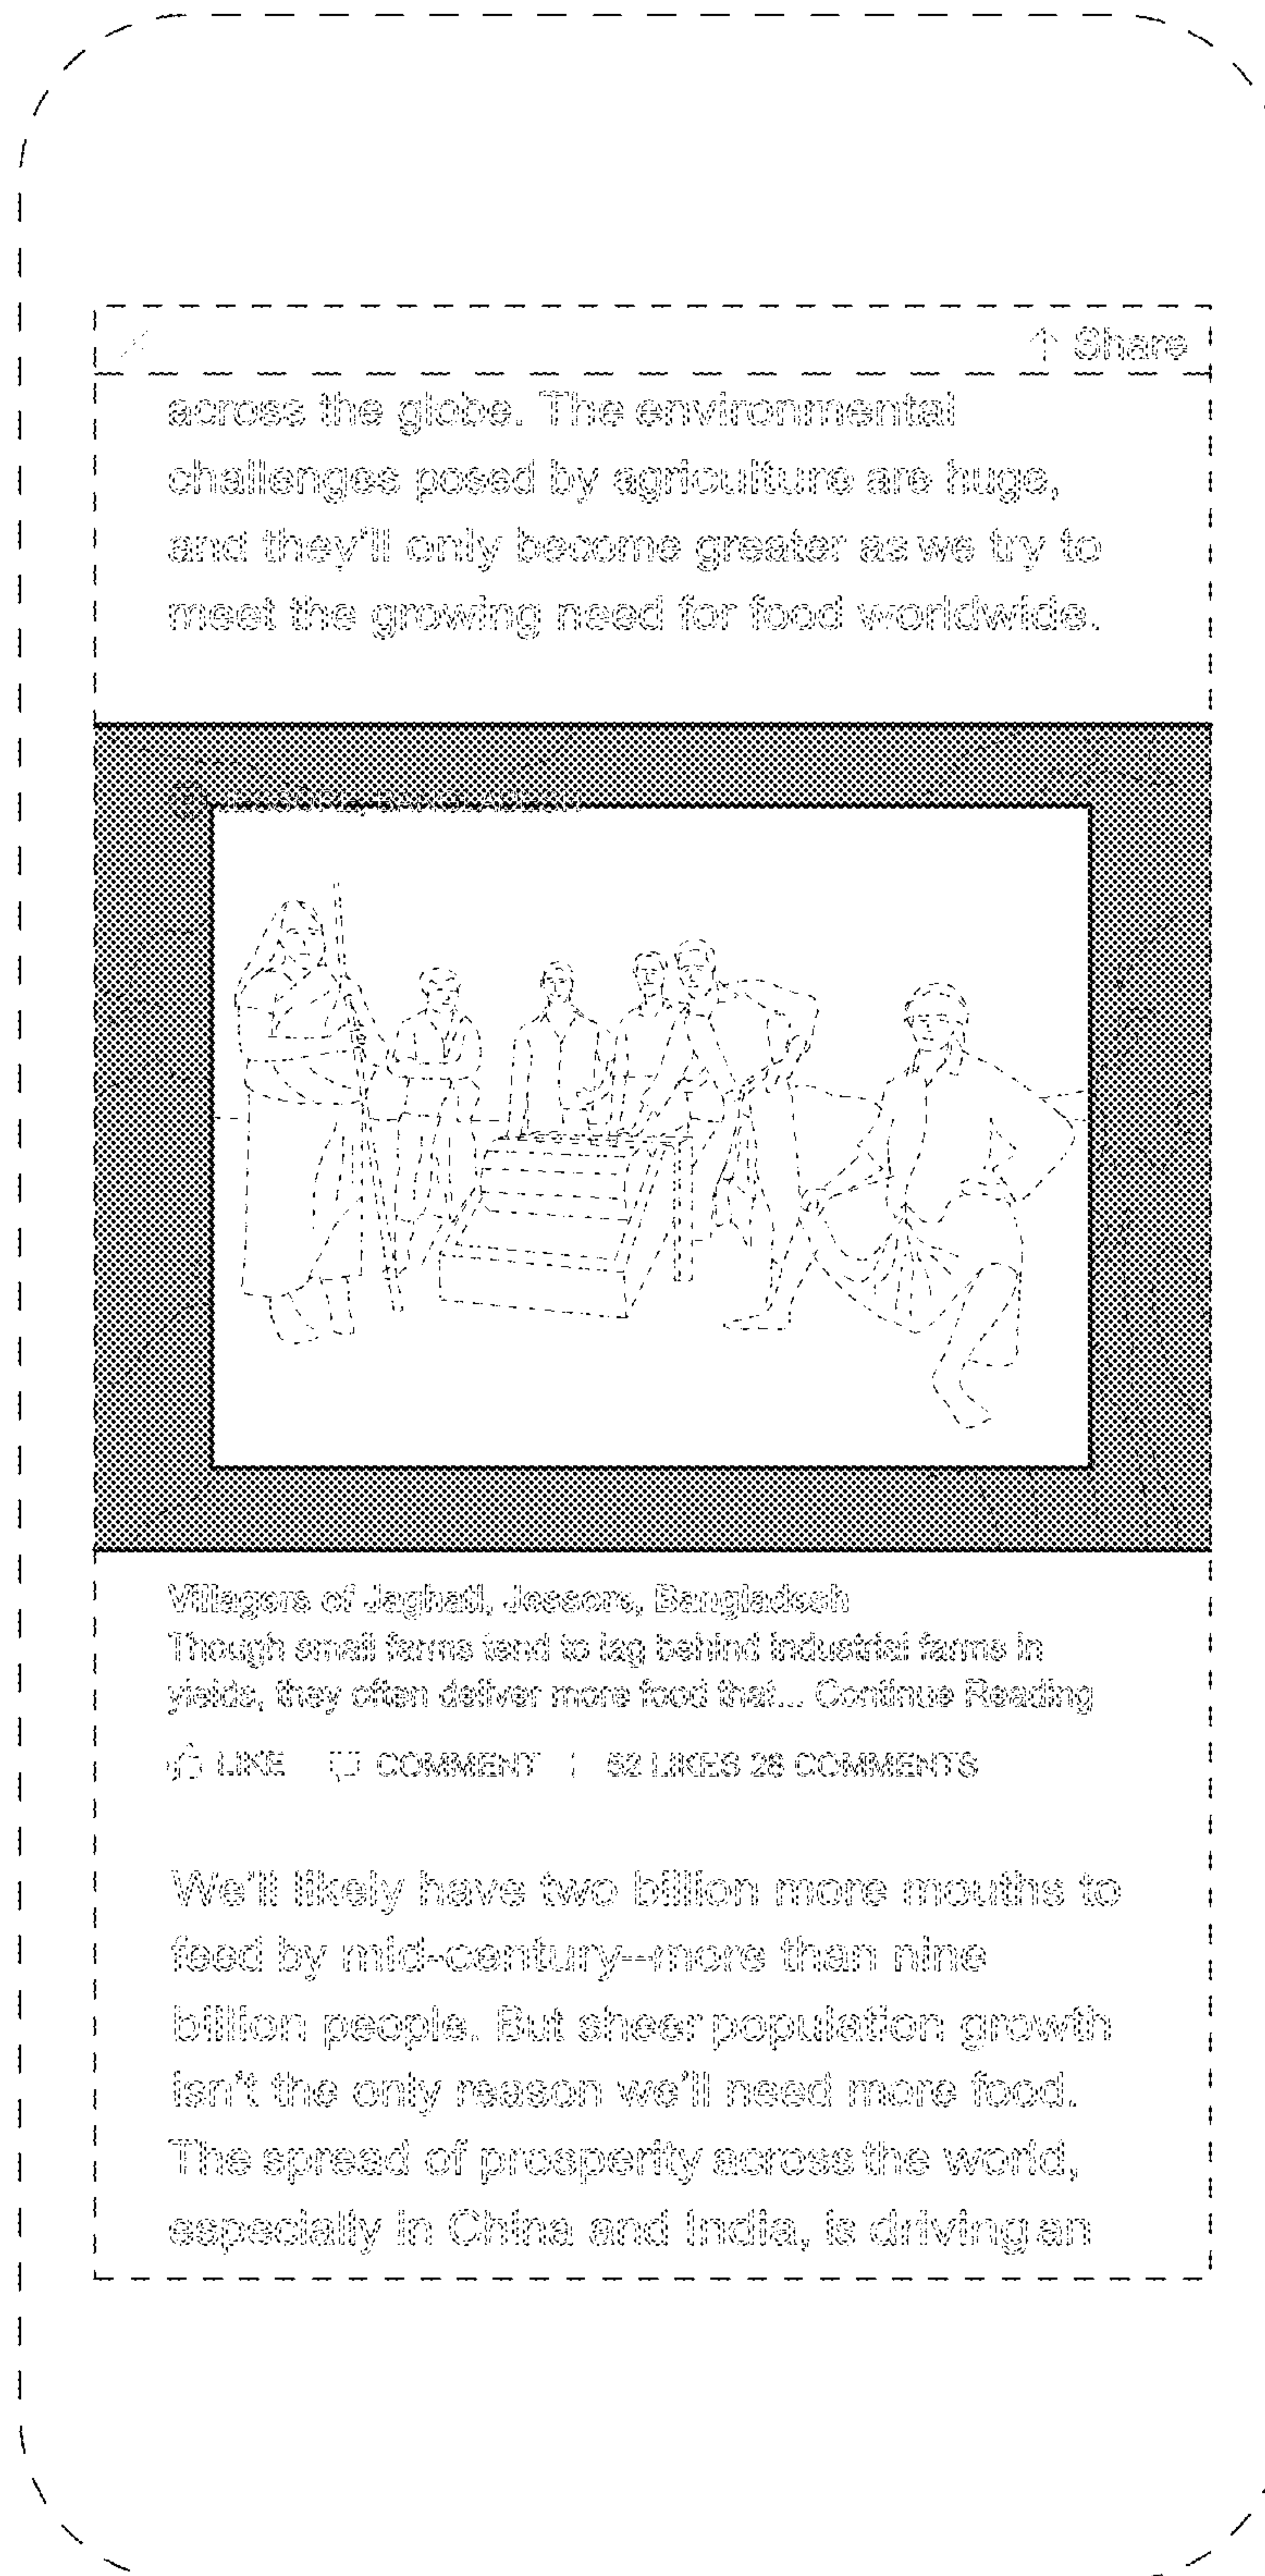 Share
across the globe. The environmental
challenges posed by agriculture are huge,
and they'll only become greater as we try to
meet the growing need for food worldwide.
JESSORE, BANGLADESH
Villagers of Jaghati, Jessore, Bangladesh
Though small farms tend to lag behind industrial farms in
yields, they often deliver more food that... Continue Reading
LIKE COMMENT | 52 LIKES 28 COMMENTS
We'll likely have two billion more mouths to
feed by mid-century--more than nine
billion people. But sheer population growth
isn't the only reason we'll need more food.
The spread of prosperity across the world,
especially in China and India, is driving an